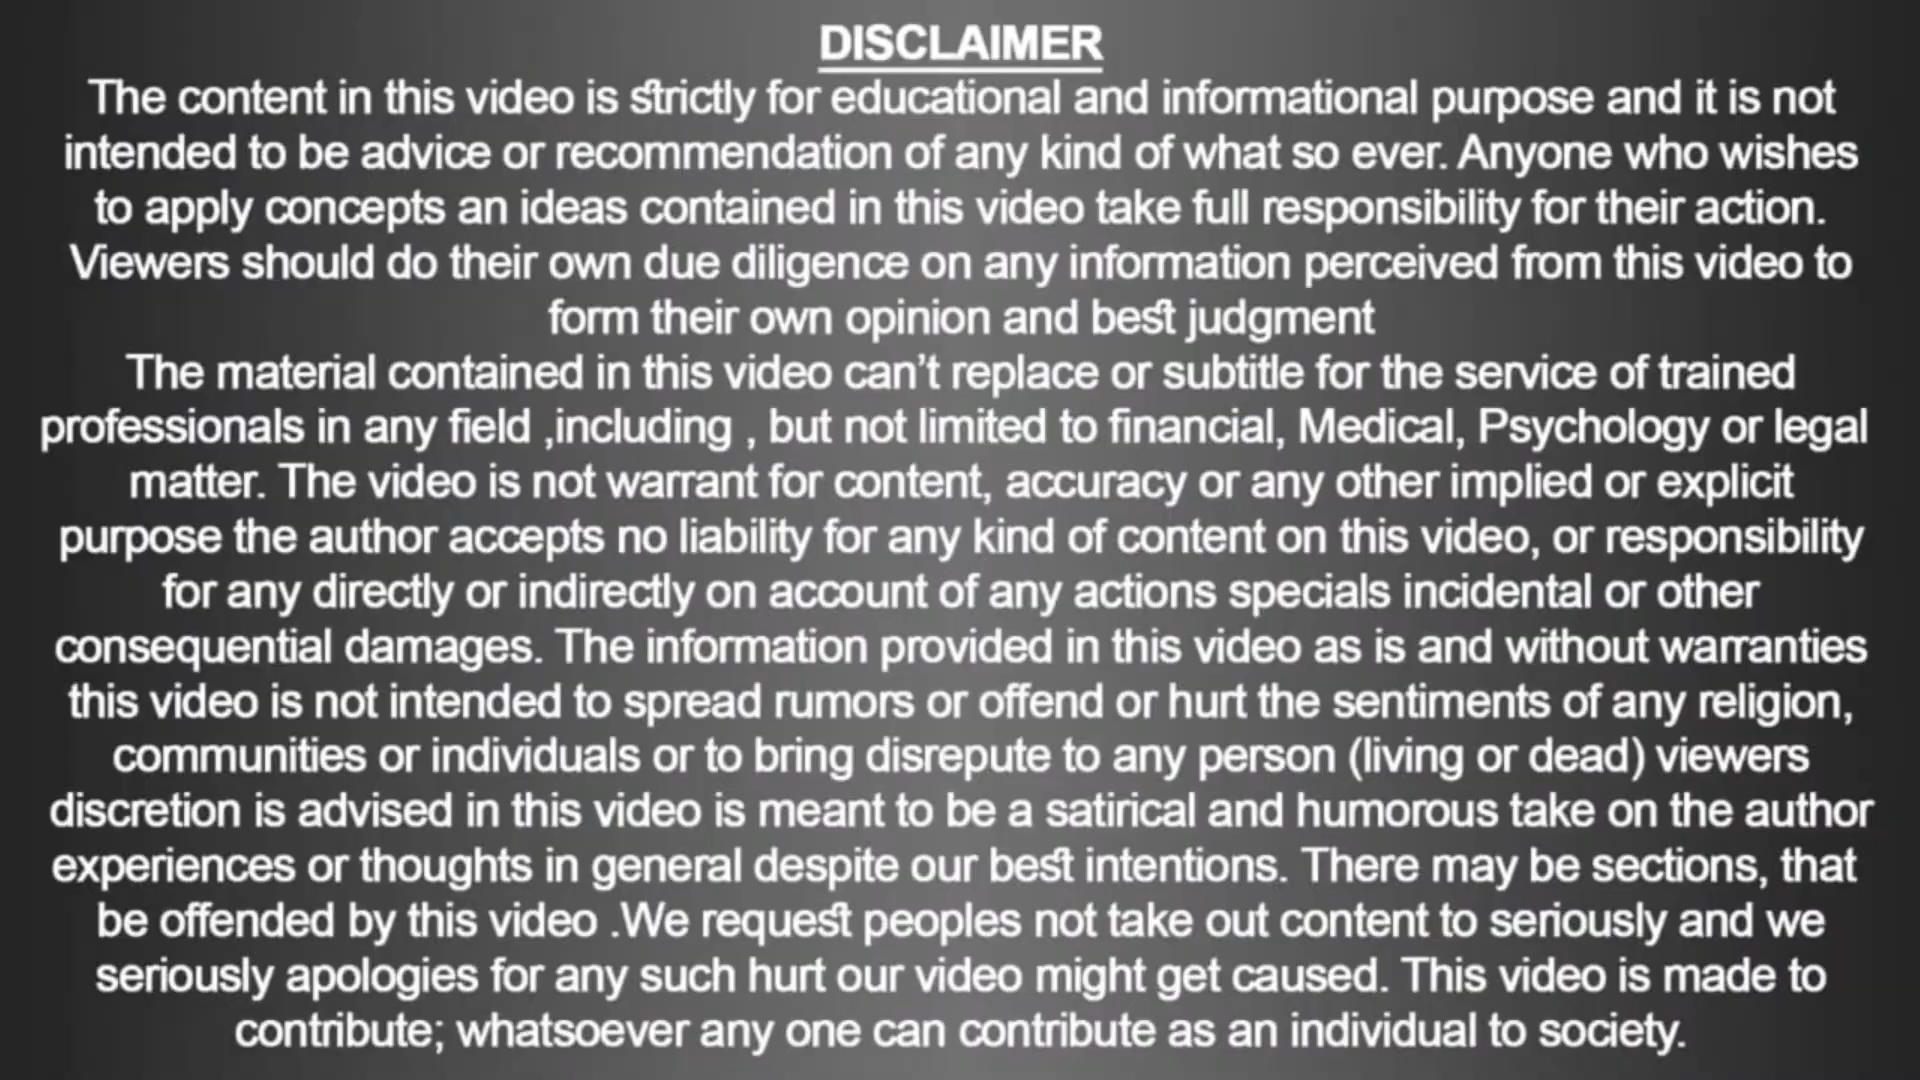 DISCLAIMER
The content in this video is strictly for educational and informational purpose and it is not
intended to be advice or recommendation of any kind of what so ever. Anyone who wishes
to apply concepts an ideas contained in this video take full responsibility for their action.
Viewers should do their own due diligence on any information perceived from this video to
form their own opinion and best judgment
The material contained in this video can't replace or subtitle for the service of trained
professionals in any field ,including , but not limited to financial, Medical, Psychology or legal
matter. The video is not warrant for content, accuracy or any other implied or explicit
purpose the author accepts no liability for any kind of content on this video, or responsibility
for any directly or indirectly on account of any actions specials incidental or other
consequential damages. The information provided in this video as is and without warranties
this video is not intended to spread rumors or offend or hurt the sentiments of any religion,
communities or individuals or to bring disrepute to any person (living or dead) viewers
discretion is advised in this video is meant to be a satirical and humorous take on the author
experiences or thoughts in general despite our best intentions. There may be sections, that
be offended by this video .We request peoples not take out content to seriously and we
seriously apologies for any such hurt our video might get caused. This video is made to
contribute; whatsoever any one can contribute as an individual to society.